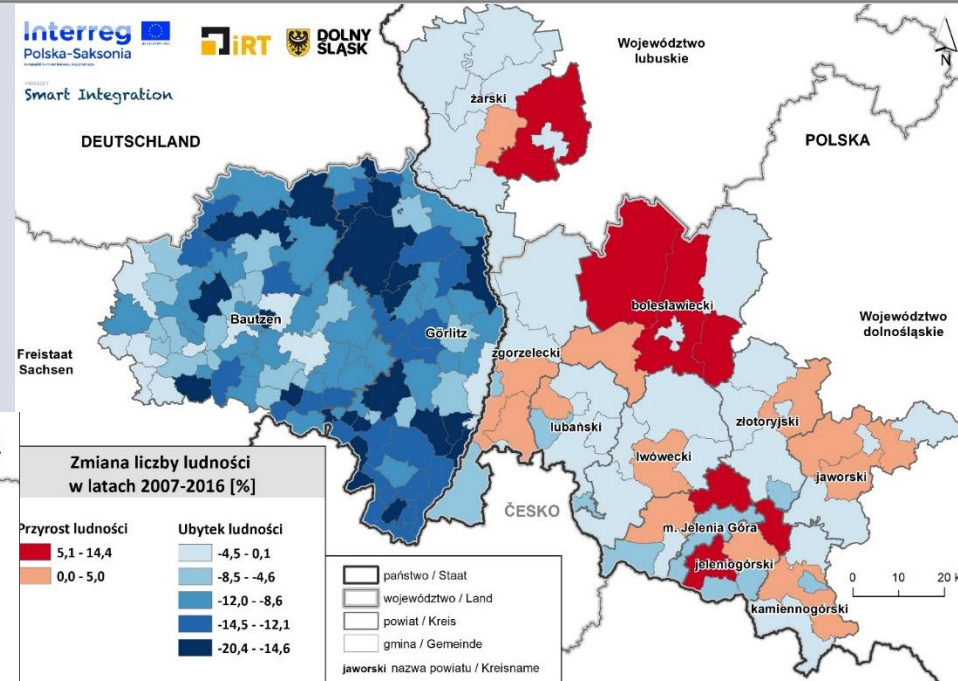 Interreg
Polska-Saksonia
Smart Integration
iRT
DOLNY
ŚLĄSK
Województwo
lubuskie
N
DEUTSCHLAND
POLSKA
żarski
bolesławiecki
Województwo
dolnośląskie
Bautzen
Görlitz
Freistaat
Sachsen
zgorzelecki
lubański
złotoryjski
lwówecki
jaworski
ČESKO
m. Jelenia Góra
jeleniogórski
kamiennogórski
0 10 20 k
Zmiana liczby ludności
w latach 2007-2016 [%]
Przyrost ludności
5,1 - 14,4
0,0 - 5,0
Ubytek ludności
-4,5 - 0,1
-8,5 - -4,6
-12,0 - -8,6
-14,5 - -12,1
-20,4 - -14,6
państwo / Staat
województwo / Land
powiat / Kreis
gmina / Gemeinde
jaworski nazwa powiatu / Kreisname